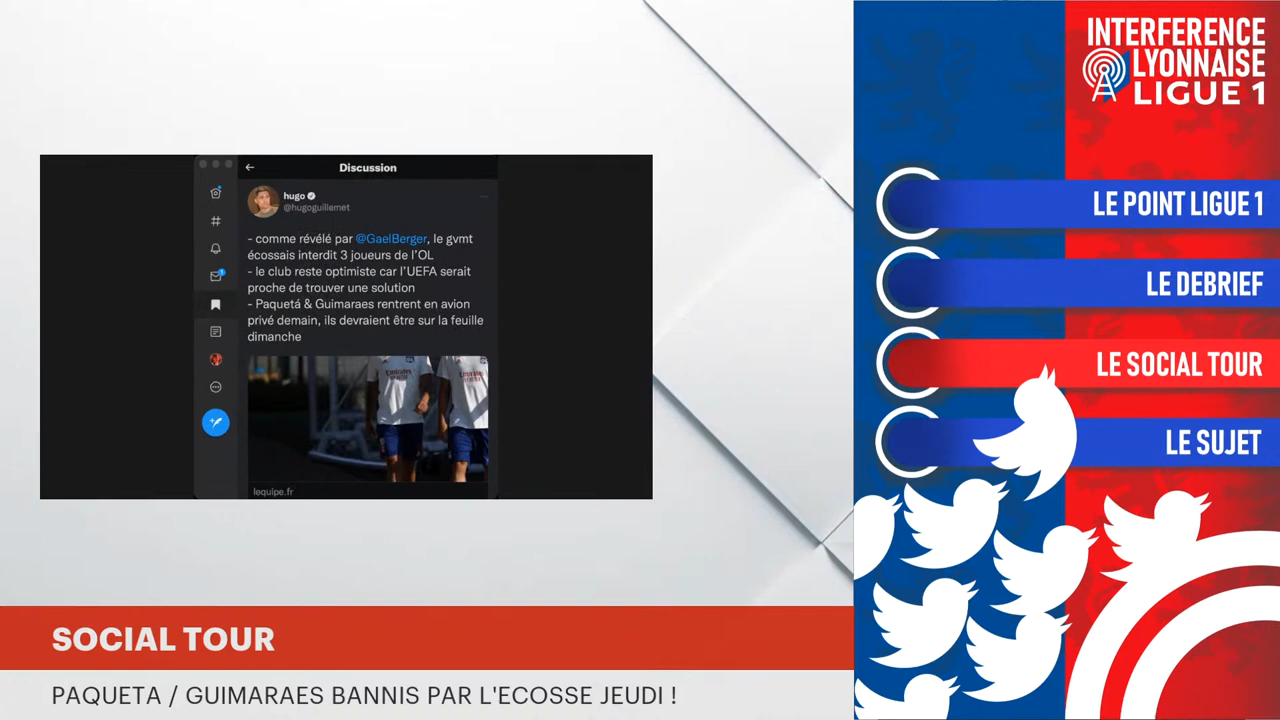 Discussion
hugo
@hugoguillemet
- comme révélé par @GaelBerger, le gvmt
écossais interdit 3 joueurs de l'OL
- le club reste optimiste car l'UEFA serait
proche de trouver une solution
- Paquetá & Guimaraes rentrent en avion
privé demain, ils devraient être sur la feuille
dimanche
Emirates
Emirates
lequipe.fr
SOCIAL TOUR
PAQUETA / GUIMARAES BANNIS PAR L'ECOSSE JEUDI !
INTERFERENCE
LYONNAISE
LIGUE 1
LE POINT LIGUE 1
LE DEBRIEF
LE SOCIAL TOUR
LE SUJET